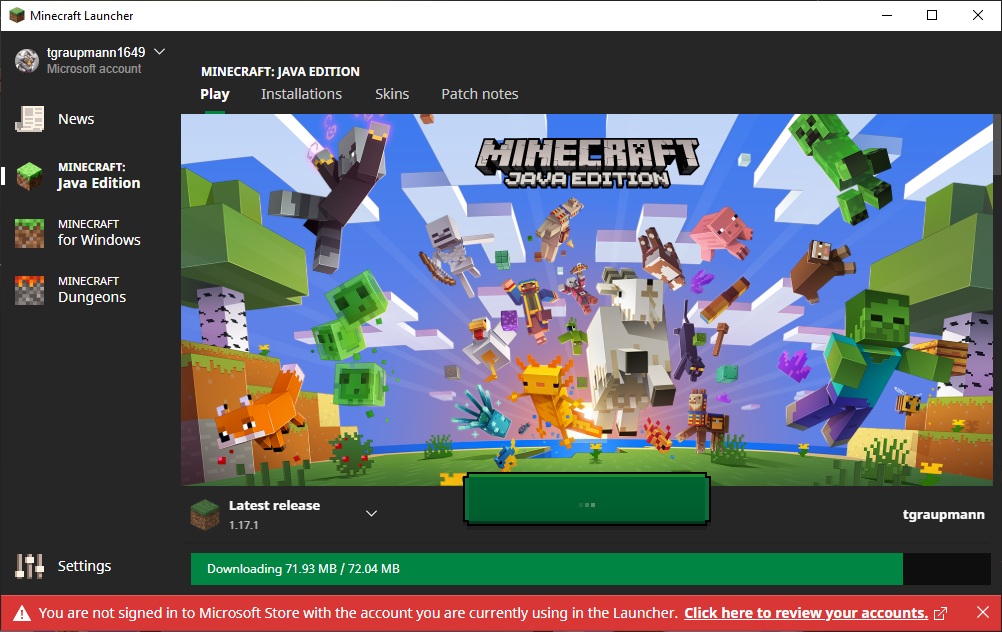 Minecraft Launcher
tgraupmann1649
Microsoft account
News
MINECRAFT:
Java Edition
MINECRAFT
for Windows
MINECRAFT
Dungeons
Settings
MINECRAFT: JAVA EDITION
Play Installations Skins Patch notes
MINECRAFT
JAVA EDITION
Latest release
1.17.1
tgraupmann
Downloading 71.93 MB / 72.04 MB
You are not signed in to Microsoft Store with the account you are currently using in the Launcher. Click here to review your accounts.